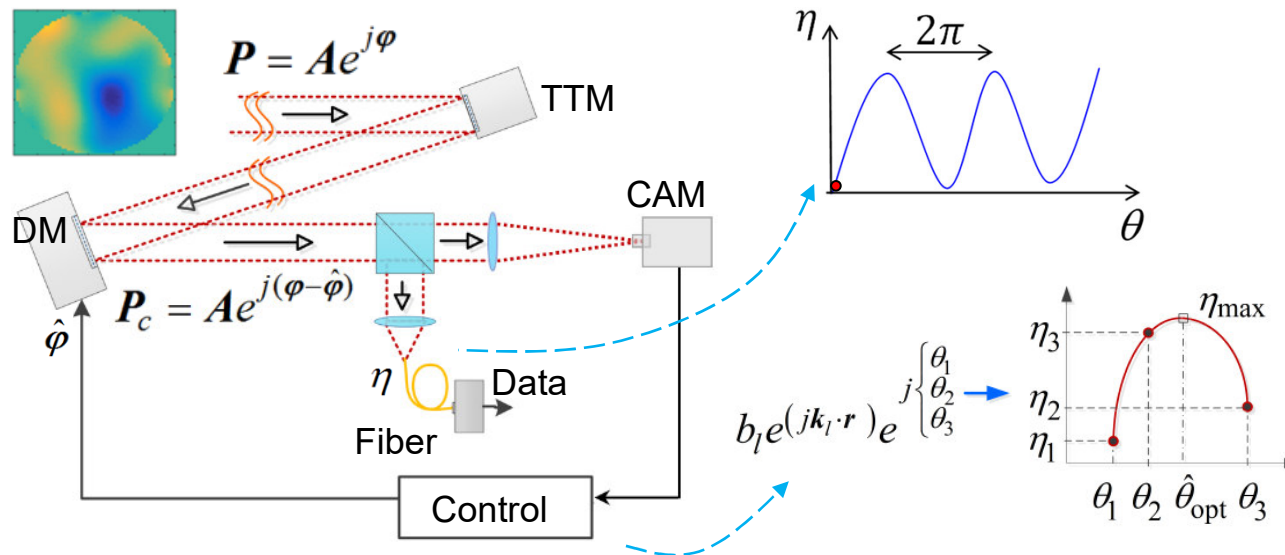 P = Ae^{jφ}
TTM
DM
CAM
P_c = Ae^{j(φ−φ̂)}
φ̂
η
Data
Fiber
Control
η
2π
θ
b_l e^{(jk_l·r)} e^{j{θ_1 θ_2 θ_3}
η_max
η_3
η_2
η_1
θ_1 θ_2 θ̂_opt θ_3